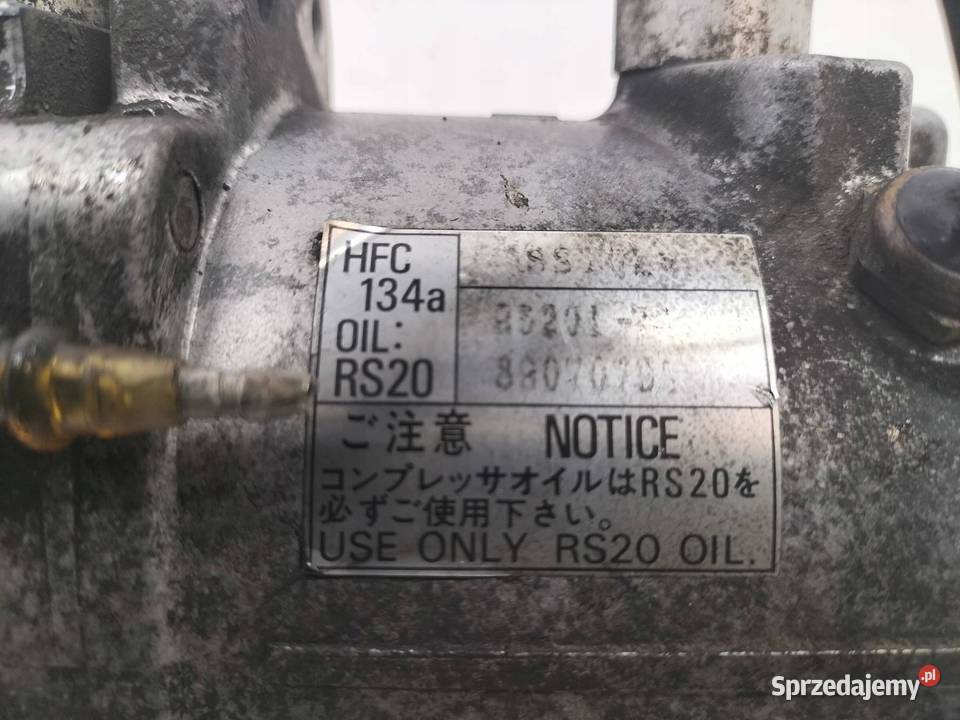 HFC
134a
OIL:
RS20
ご注意 NOTICE
コンプレッサオイルはRS20を
必ずご使用下さい。
USE ONLY RS20 OIL.
Sprzedajemy.pl